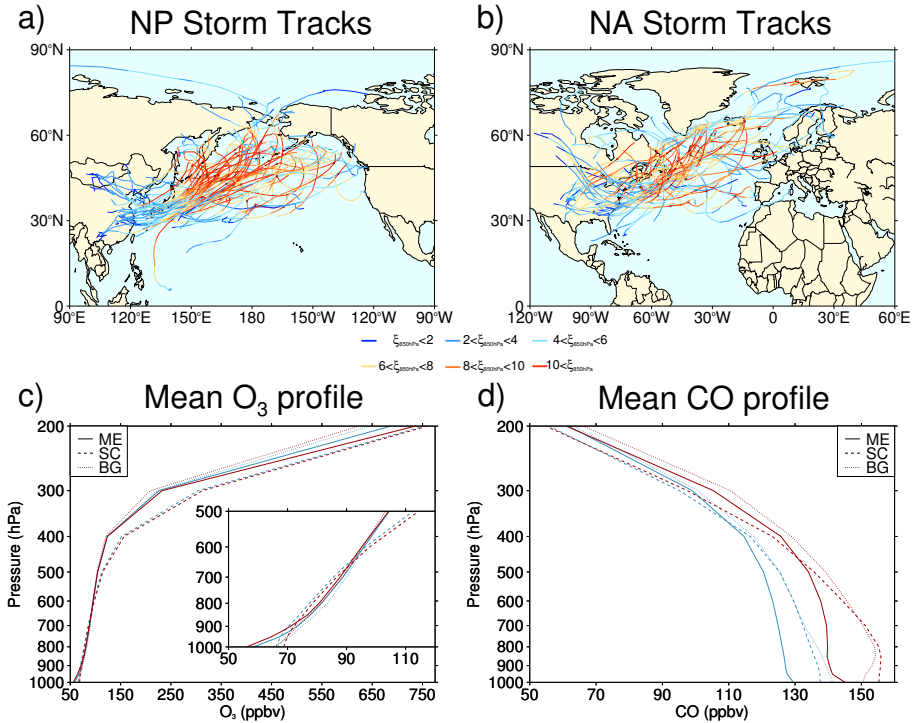 a) NP Storm Tracks b) NA Storm Tracks
90°N 90°N
60°N 60°N
30°N 30°N
0 0
90°E 120°E 150°E 180°E 150°W 120°W 90°W 120°W 90°W 60°W 30°W 0 30°E 60°E
ξ850hPa<2 2<ξ850hPa<4 4<ξ850hPa<6
6<ξ850hPa<8 8<ξ850hPa<10 10<ξ850hPa
c) Mean O₃ profile d) Mean CO profile
200 200
ME ME
SC SC
BG BG
Pressure (hPa) Pressure (hPa)
300 300
400 400
500 500
600 600
700 700
800 800
900 900
1000 1000
500
600
700
800
900
1000
50 70 90 110
50 150 250 350 450 550 650 750 50 70 90 110 130 150
O₃ (ppbv) CO (ppbv)